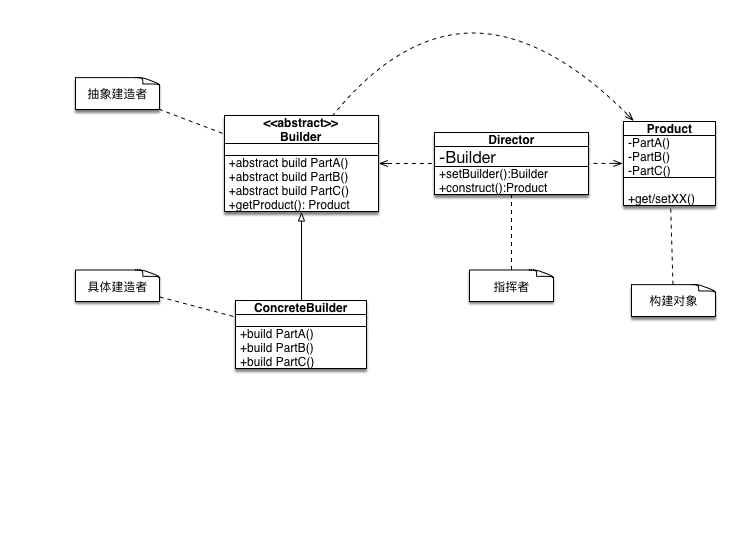 抽象建造者
<<abstract>>
Builder
+abstract build PartA()
+abstract build PartB()
+abstract build PartC()
+getProduct(): Product
Director
-Builder
+setBuilder():Builder
+construct():Product
Product
-PartA()
-PartB()
-PartC()
+get/setXX()
具体建造者
ConcreteBuilder
+build PartA()
+build PartB()
+build PartC()
指挥者
构建对象